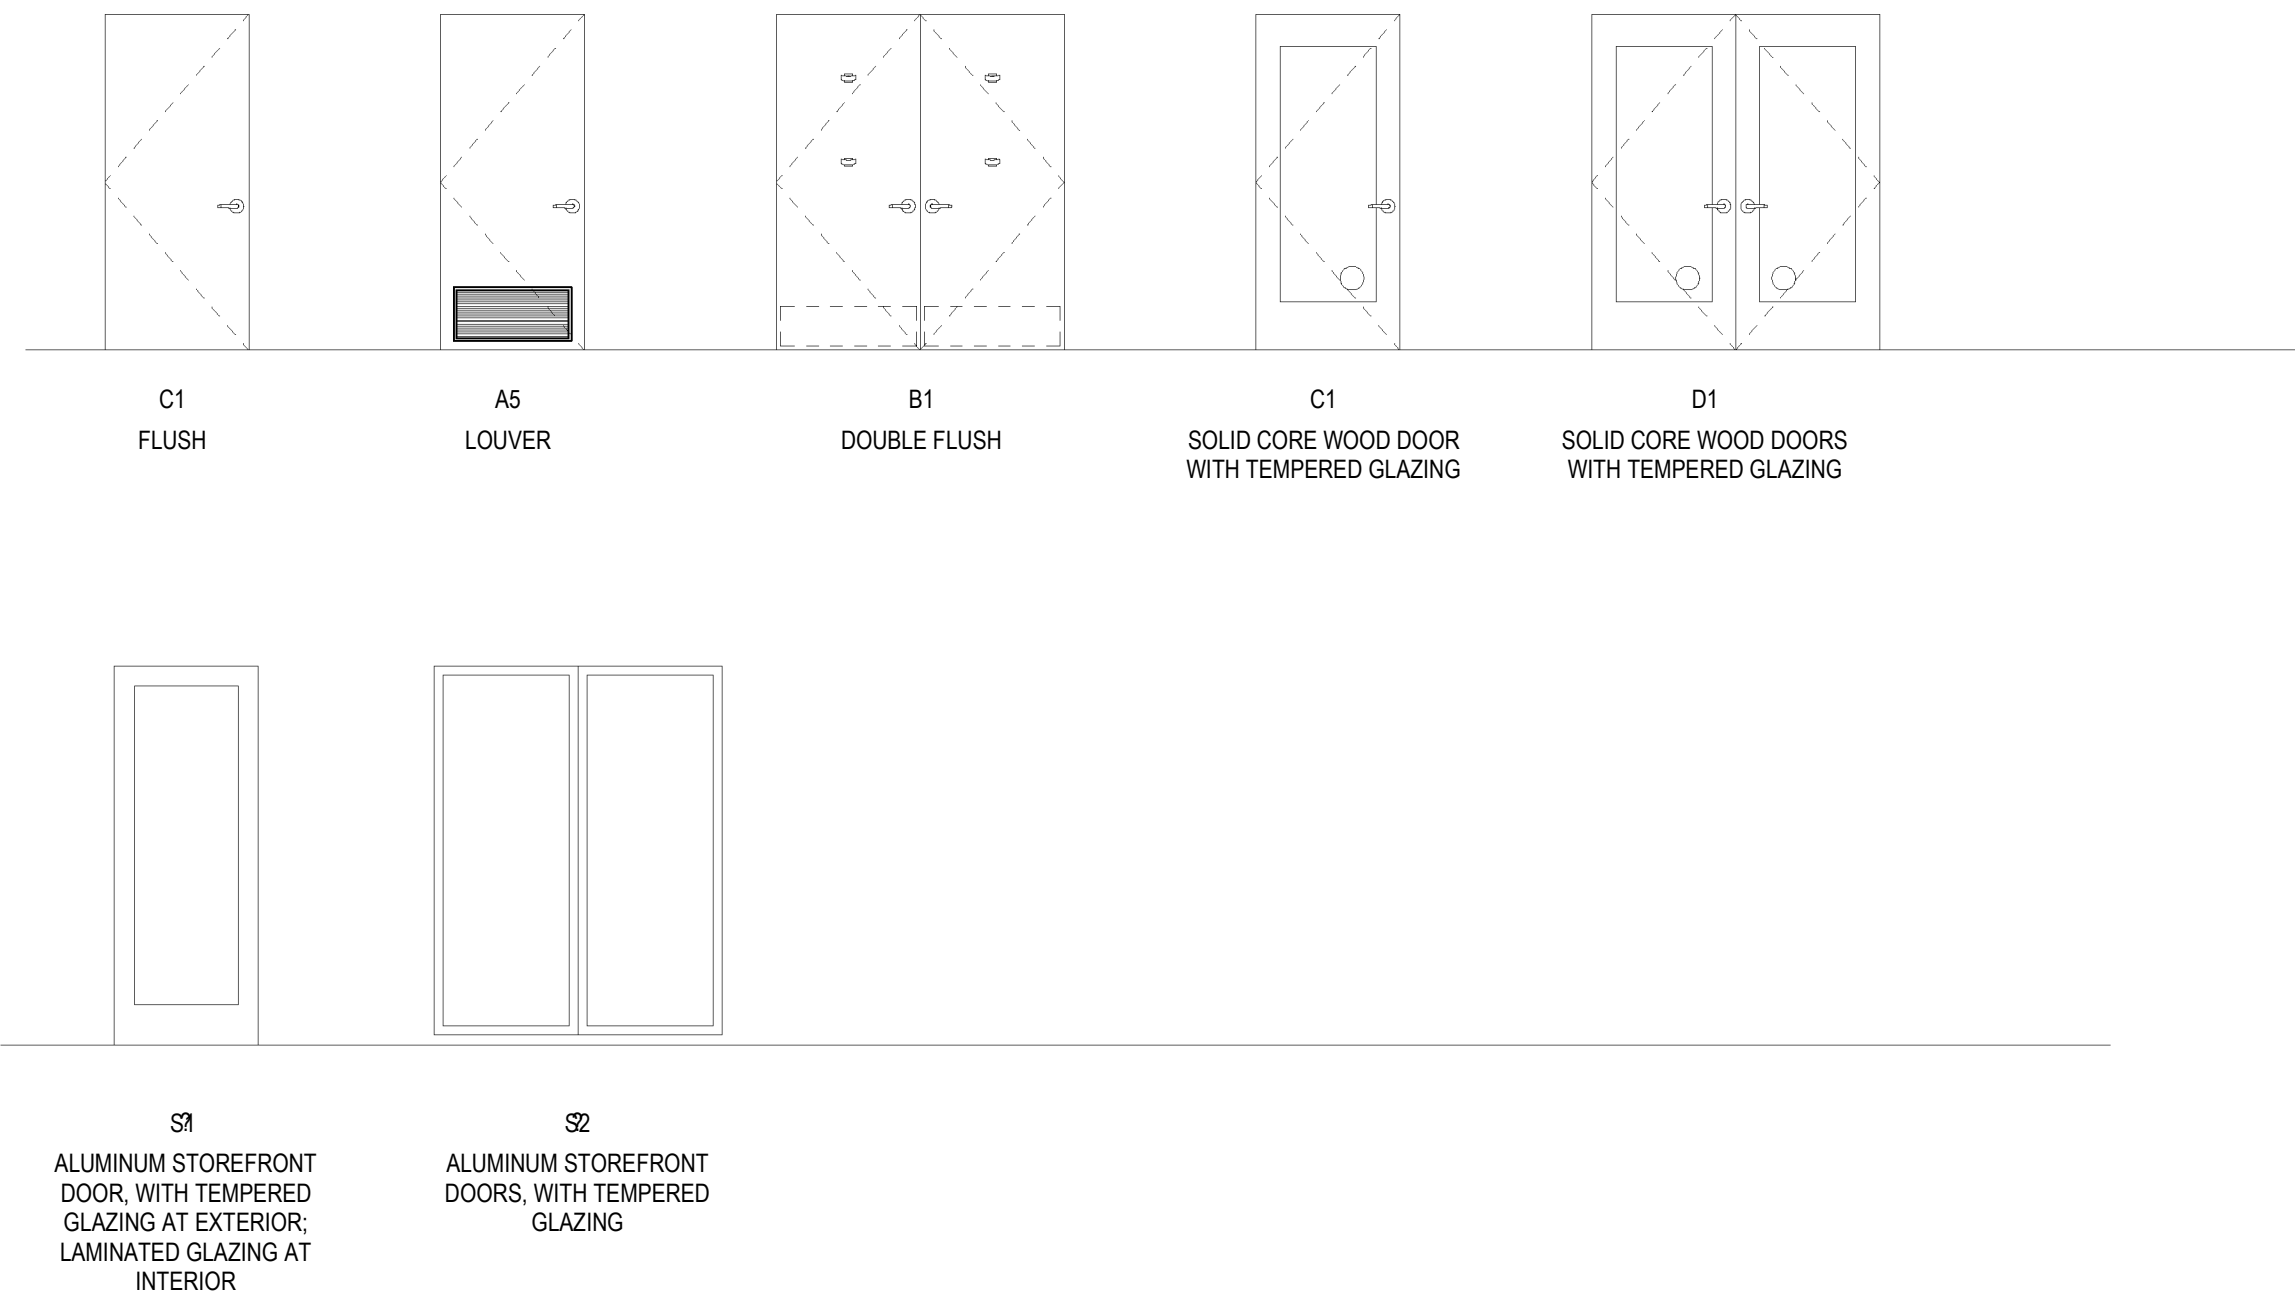 C1
FLUSH
A5
LOUVER
B1
DOUBLE FLUSH
C1
SOLID CORE WOOD DOOR
WITH TEMPERED GLAZING
D1
SOLID CORE WOOD DOORS
WITH TEMPERED GLAZING
ALUMINUM STOREFRONT
DOOR, WITH TEMPERED
GLAZING AT EXTERIOR;
LAMINATED GLAZING AT
INTERIOR
ALUMINUM STOREFRONT
DOORS, WITH TEMPERED
GLAZING